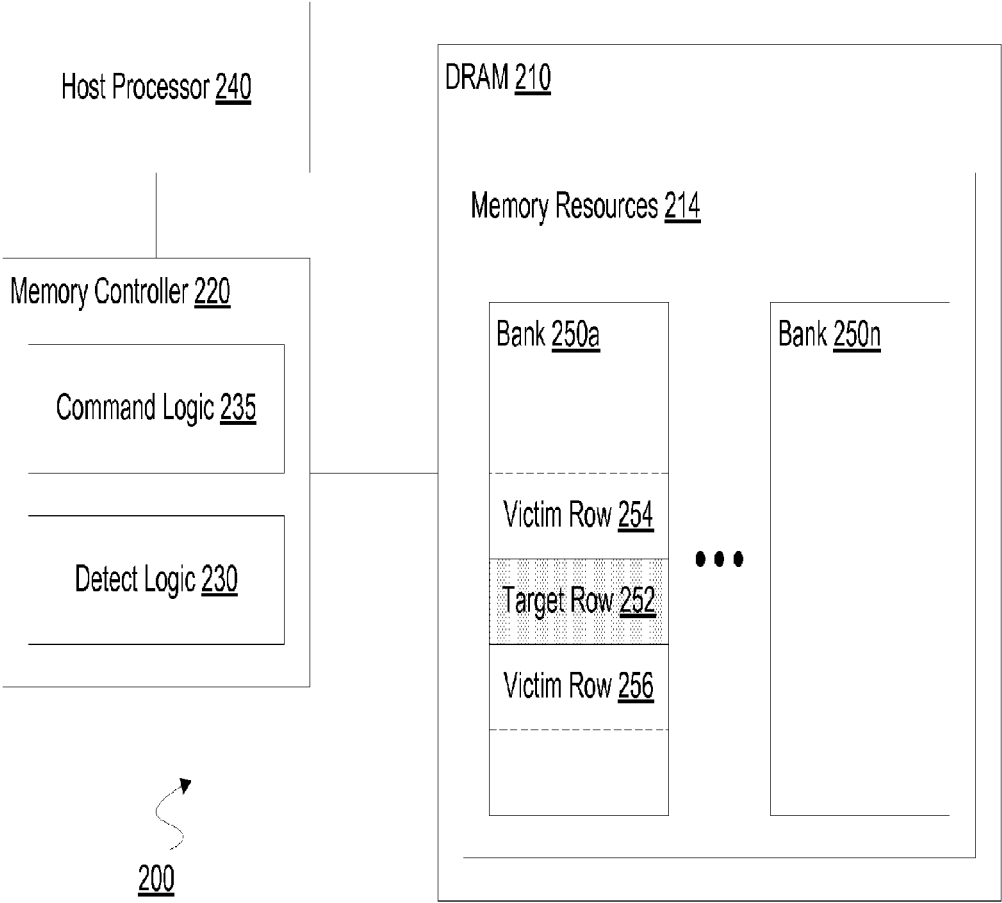 Host Processor 240
DRAM 210
Memory Resources 214
Memory Controller 220
Command Logic 235
Detect Logic 230
Bank 250a
Bank 250n
Victim Row 254
Target Row 252
Victim Row 256
200